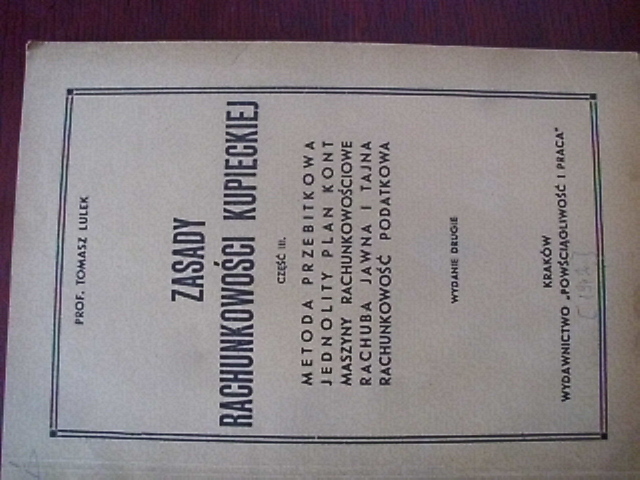 PROF. TOMASZ LULEK
ZASADY
RACHUNKOWOŚCI KUPIECKIEJ
CZĘŚĆ III.
METODA PRZEBITKOWA
JEDNOLITY PLAN KONT
MASZYNY RACHUNKOWOŚCIOWE
RACHUBA JAWNA I TAJNA
RACHUNKOWOŚĆ PODATKOWA
WYDANIE DRUGIE
KRAKÓW
WYDAWNICTWO „POWŚCIĄGLIWOŚĆ I PRACA"